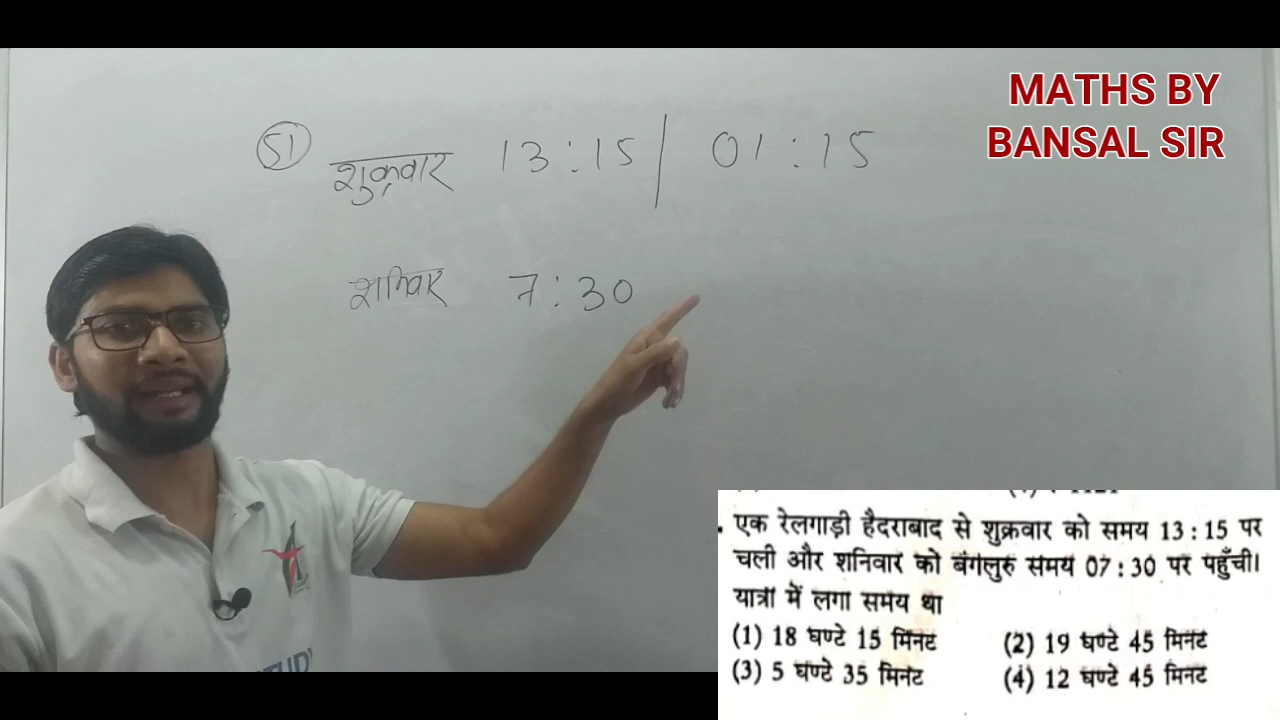 MATHS BY
BANSAL SIR
51 शुक्रवार 13:15 | 01:15
शनिवार 7:30
एक रेलगाड़ी हैदराबाद से शुक्रवार को समय 13 : 15 पर
चली और शनिवार को बंगलुरु समय 07 : 30 पर पहुँची।
यात्रा में लगा समय था
(1) 18 घण्टे 15 मिनट (2) 19 घण्टे 45 मिनट
(3) 5 घण्टे 35 मिनट (4) 12 घण्टे 45 मिनट